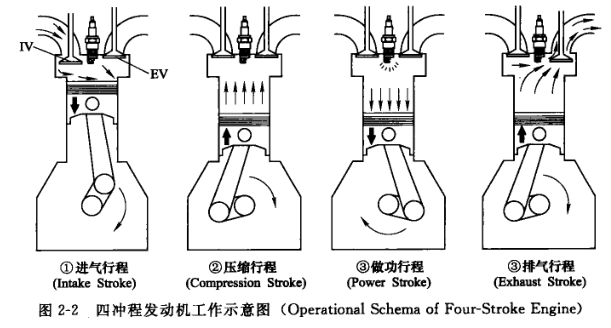 IV
EV
①进气行程
(Intake Stroke)
②压缩行程
(Compression Stroke)
③做功行程
(Power Stroke)
③排气行程
(Exhaust Stroke)
图 2-2 四冲程发动机工作示意图（Operational Schema of Four-Stroke Engine）